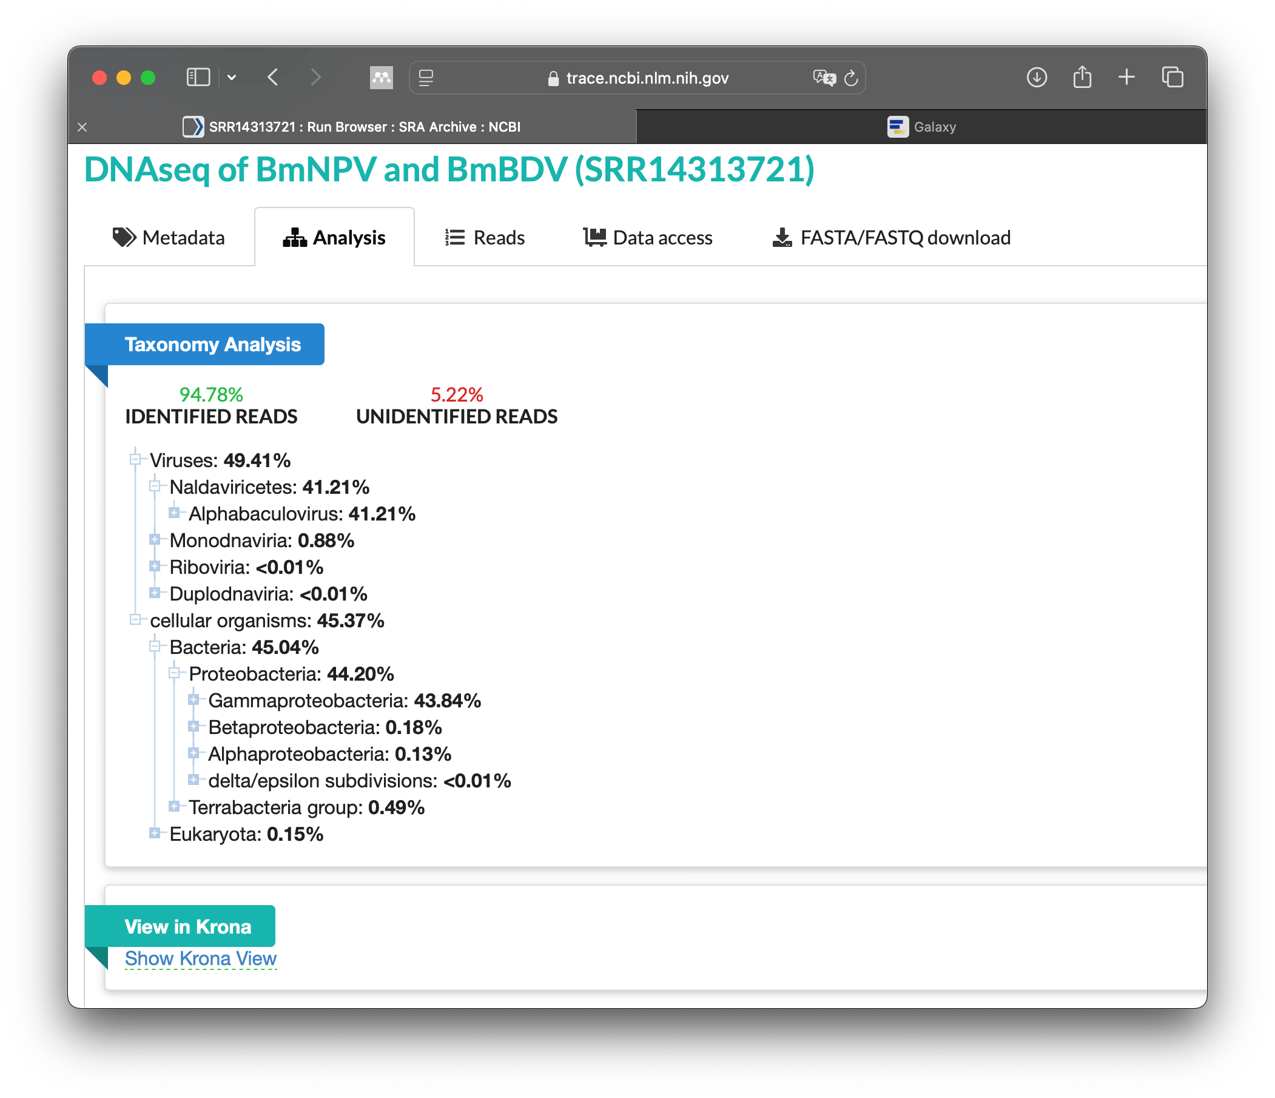 trace.ncbi.nlm.nih.gov
SRR14313721 : Run Browser : SRA Archive : NCBI
Galaxy
DNAseq of BmNPV and BmBDV (SRR14313721)
Metadata
Analysis
Reads
Data access
FASTA/FASTQ download
Taxonomy Analysis
94.78%
IDENTIFIED READS
5.22%
UNIDENTIFIED READS
Viruses: 49.41%
Naldaviricetes: 41.21%
Alphabaculovirus: 41.21%
Monodnaviria: 0.88%
Riboviria: <0.01%
Duplodnaviria: <0.01%
cellular organisms: 45.37%
Bacteria: 45.04%
Proteobacteria: 44.20%
Gammaproteobacteria: 43.84%
Betaproteobacteria: 0.18%
Alphaproteobacteria: 0.13%
delta/epsilon subdivisions: <0.01%
Terrabacteria group: 0.49%
Eukaryota: 0.15%
View in Krona
Show Krona View